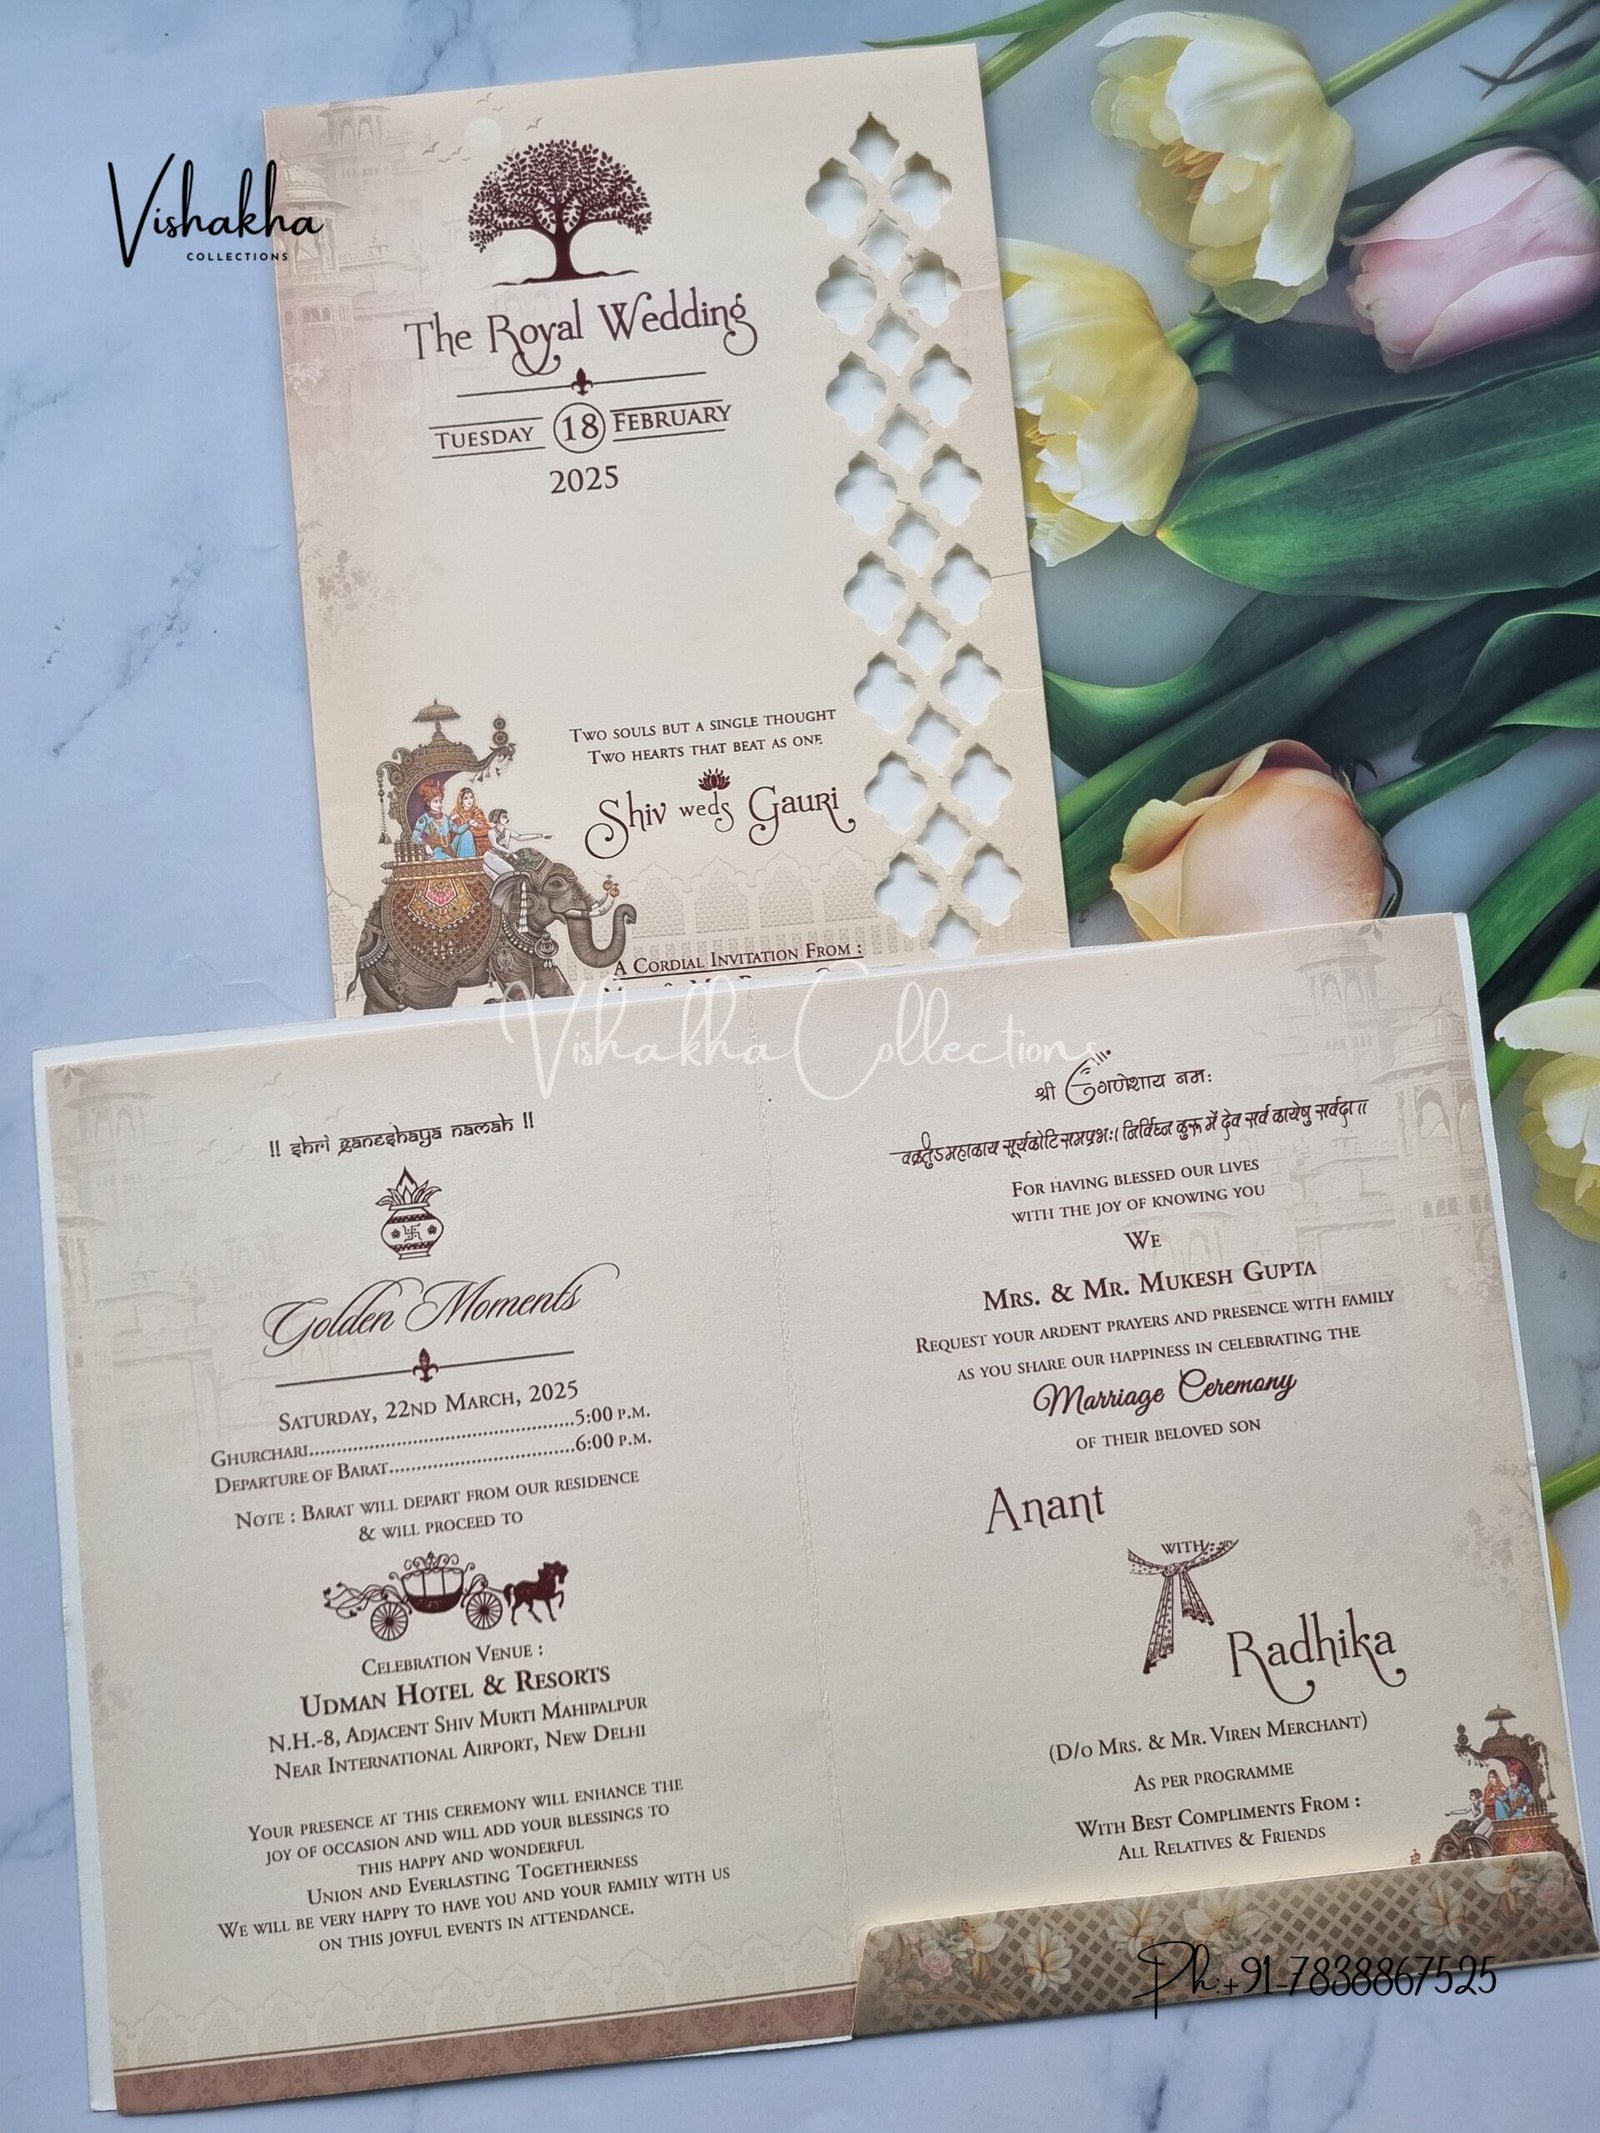 Vishakha
COLLECTIONS
The Royal Wedding
TUESDAY 18 FEBRUARY
2025
TWO SOULS BUT A SINGLE THOUGHT
TWO HEARTS THAT BEAT AS ONE
Shiv weds Gauri
A CORDIAL INVITATION FROM :
Vishakha Collections
!! shri ganeshaya namah !!
Golden Moments
SATURDAY, 22ND MARCH, 2025
GHURCHARI..............................................5:00 P.M.
DEPARTURE OF BARAT.................................6:00 P.M.
NOTE : BARAT WILL DEPART FROM OUR RESIDENCE
& WILL PROCEED TO
CELEBRATION VENUE :
UDMAN HOTEL & RESORTS
N.H.-8, ADJACENT SHIV MURTI MAHIPALPUR
NEAR INTERNATIONAL AIRPORT, NEW DELHI
YOUR PRESENCE AT THIS CEREMONY WILL ENHANCE THE
JOY OF OCCASION AND WILL ADD YOUR BLESSINGS TO
THIS HAPPY AND WONDERFUL
UNION AND EVERLASTING TOGETHERNESS
WE WILL BE VERY HAPPY TO HAVE YOU AND YOUR FAMILY WITH US
ON THIS JOYFUL EVENTS IN ATTENDANCE.
श्री गणेशाय नमः
वक्रतुंड महाकाय सूर्यकोटि समप्रभः। निर्विघ्न कुरू में देव सर्व कार्येषु सर्वदा॥
FOR HAVING BLESSED OUR LIVES
WITH THE JOY OF KNOWING YOU
WE
MRS. & MR. MUKESH GUPTA
REQUEST YOUR ARDENT PRAYERS AND PRESENCE WITH FAMILY
AS YOU SHARE OUR HAPPINESS IN CELEBRATING THE
Marriage Ceremony
OF THEIR BELOVED SON
Anant
WITH
Radhika
(D/O MRS. & MR. VIREN MERCHANT)
AS PER PROGRAMME
WITH BEST COMPLIMENTS FROM :
ALL RELATIVES & FRIENDS
Ph:+91-7838867525